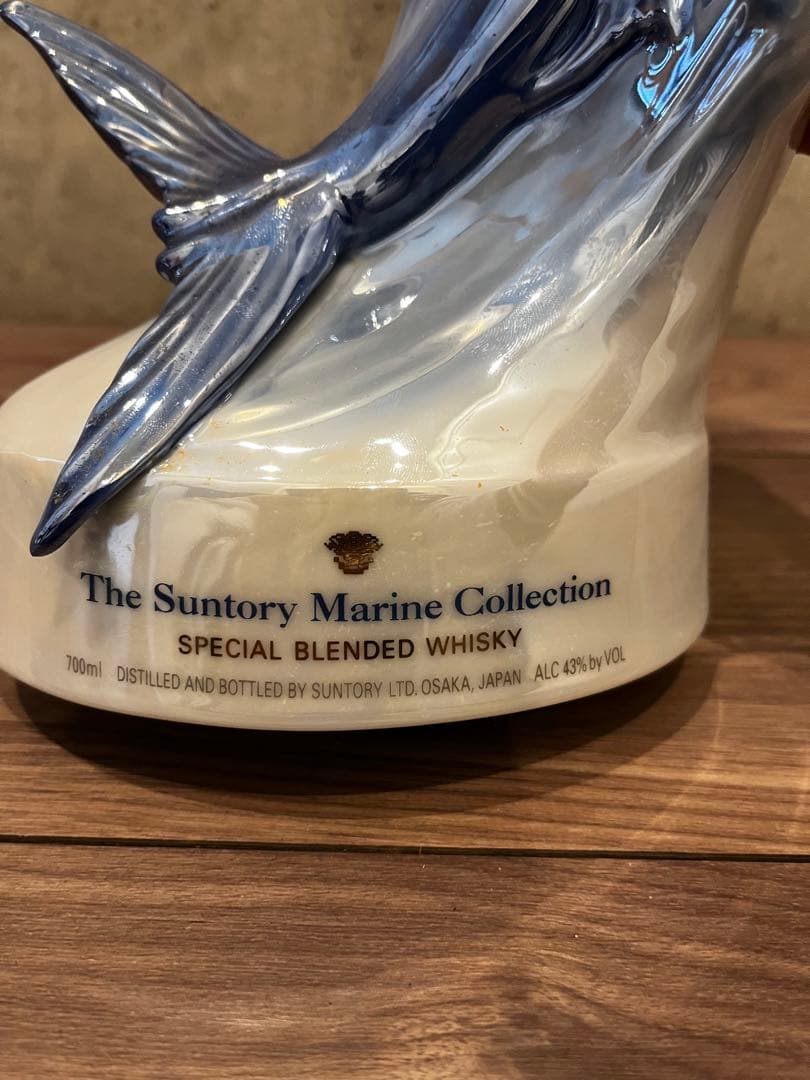 The Suntory Marine Collection
SPECIAL BLENDED WHISKY
700ml DISTILLED AND BOTTLED BY SUNTORY LTD. OSAKA, JAPAN ALC 43% by VOL